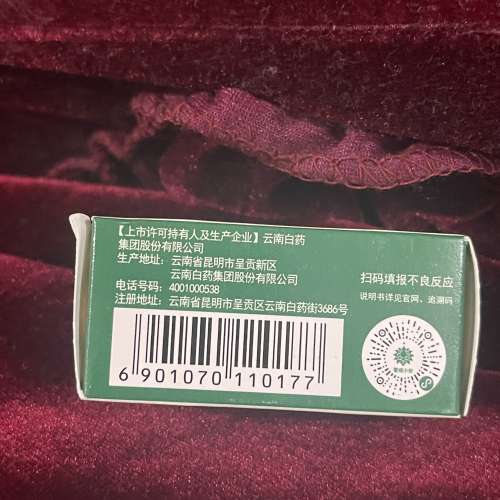 【上市许可持有人及生产企业】云南白药
集团股份有限公司
生产地址：云南省昆明市呈贡新区
云南白药集团股份有限公司
电话号码：4001000538
注册地址：云南省昆明市呈贡区云南白药街3686号
6 901070 110177
扫码填报不良反应
说明书详见官网、追溯码